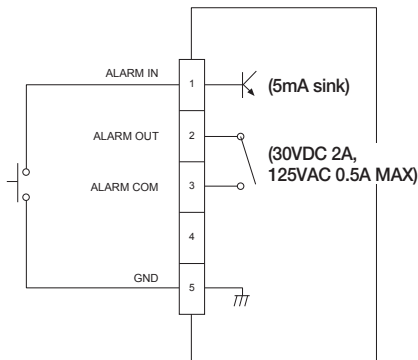 ALARM IN
1
(5mA sink)
ALARM OUT
2
(30VDC 2A,
125VAC 0.5A MAX)
ALARM COM
3
4
GND
5